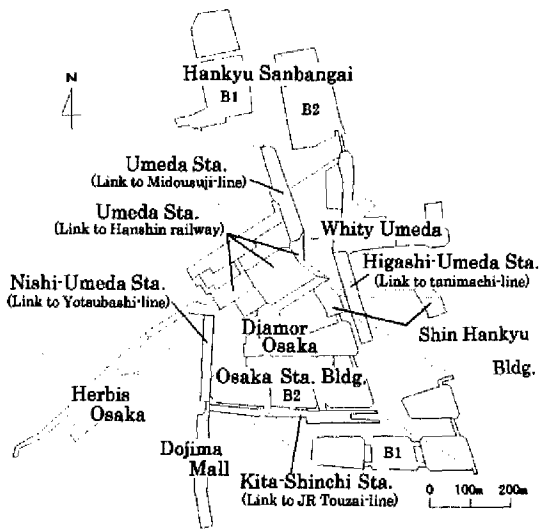 N
Hankyu Sanbangai
B1
B2
Umeda Sta.
(Link to Midousuji-line)
Umeda Sta.
(Link to Hanshin railway)
Whity Umeda
Higashi-Umeda Sta.
(Link to tanimachi-line)
Nishi-Umeda Sta.
(Link to Yotsubashi-line)
Diamor
Osaka
Shin Hankyu
Bldg.
Osaka Sta. Bldg.
B2
Herbis
Osaka
Dojima
Mall
B1
Kita-Shinchi Sta.
(Link to JR Touzai-line)
0 100m 200m